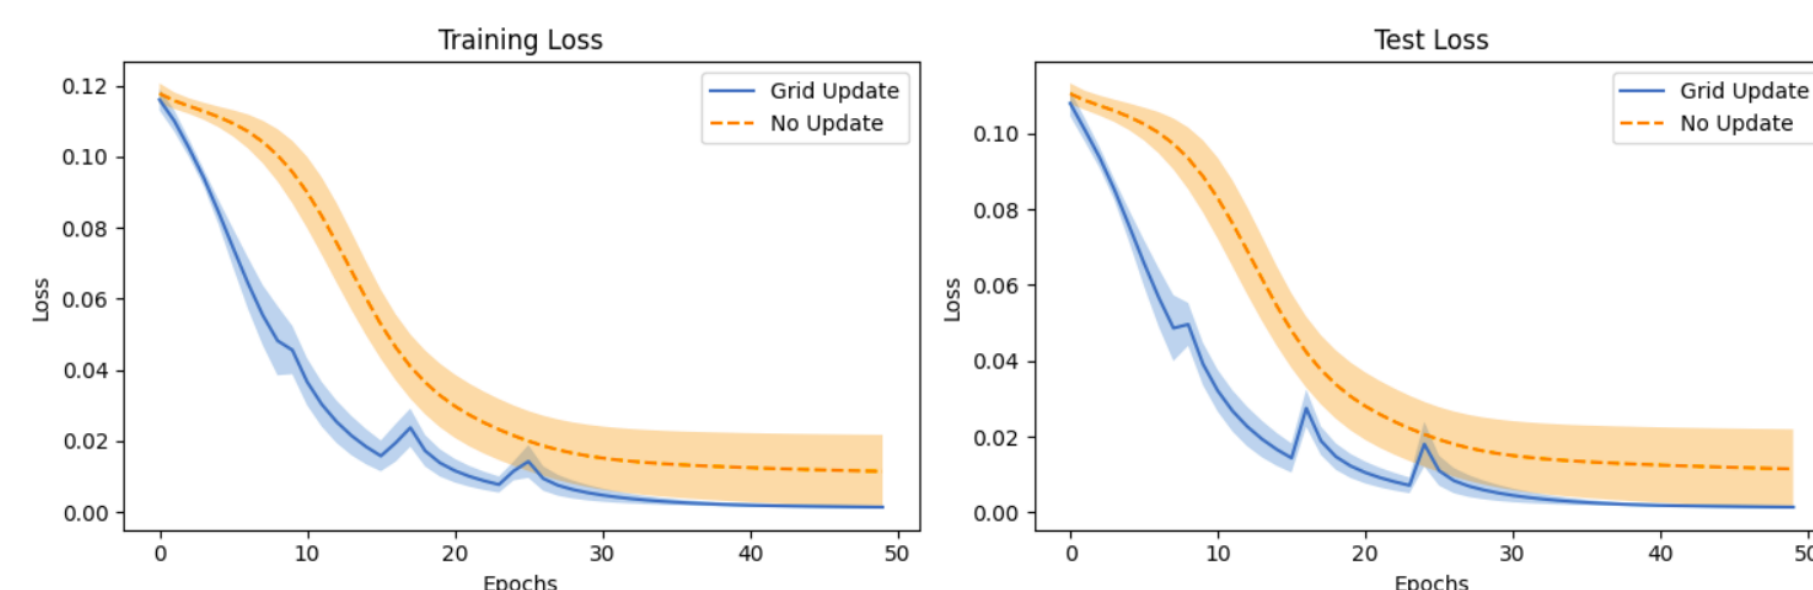 Training Loss
Loss
0.12
0.10
0.08
0.06
0.04
0.02
0.00
0 10 20 30 40 50
Epochs
Grid Update
No Update
Test Loss
Loss
0.10
0.08
0.06
0.04
0.02
0.00
0 10 20 30 40
Epochs
Grid Update
No Update